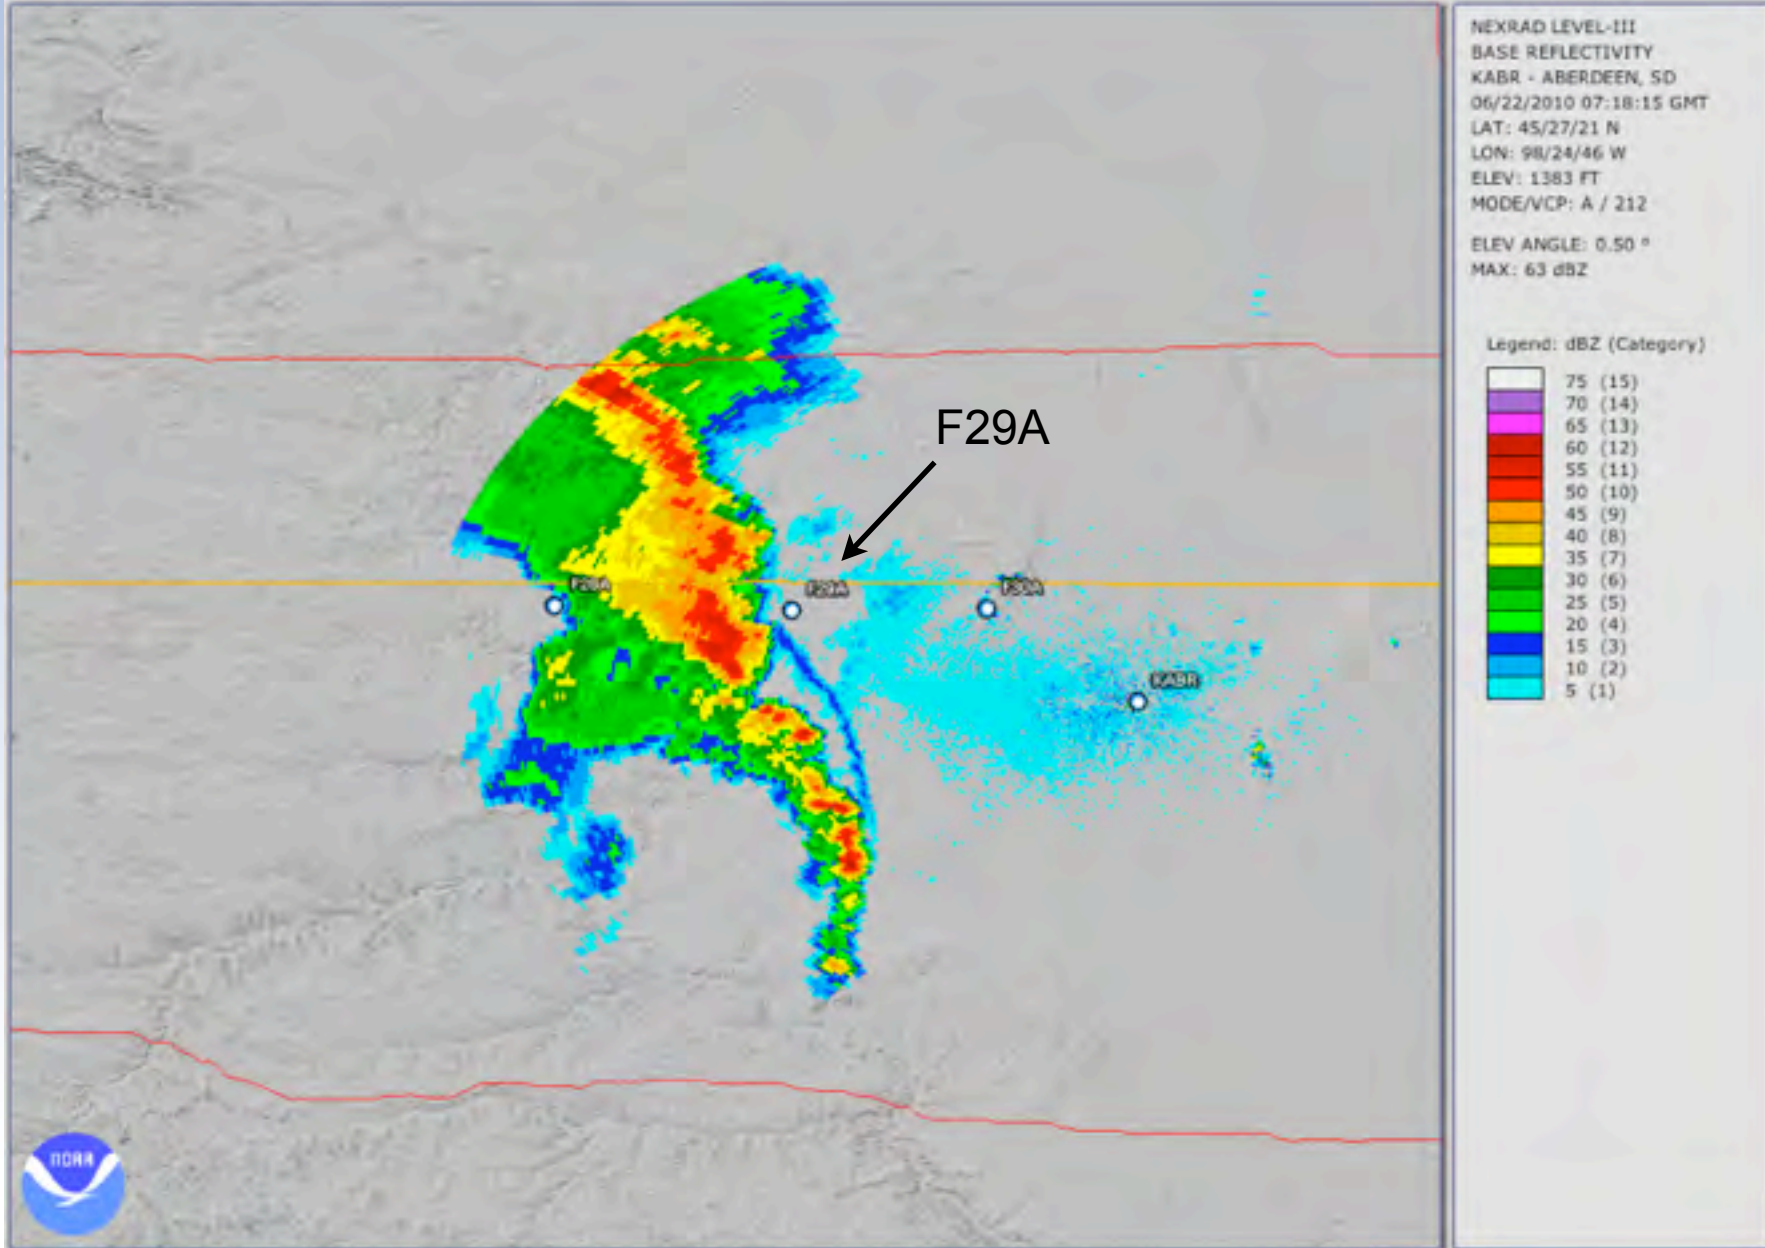 NEXRAD LEVEL-III
BASE REFLECTIVITY
KABR - ABERDEEN, SD
06/22/2010 07:18:15 GMT
LAT: 45/27/21 N
LON: 98/24/46 W
ELEV: 1383 FT
MODE/VCP: A / 212
ELEV ANGLE: 0.50 °
MAX: 63 dBZ
Legend: dBZ (Category)
75 (15)
70 (14)
65 (13)
60 (12)
55 (11)
50 (10)
45 (9)
40 (8)
35 (7)
30 (6)
25 (5)
20 (4)
15 (3)
10 (2)
5 (1)
F29A
F28A
F29A
F30A
KABR
NOAA